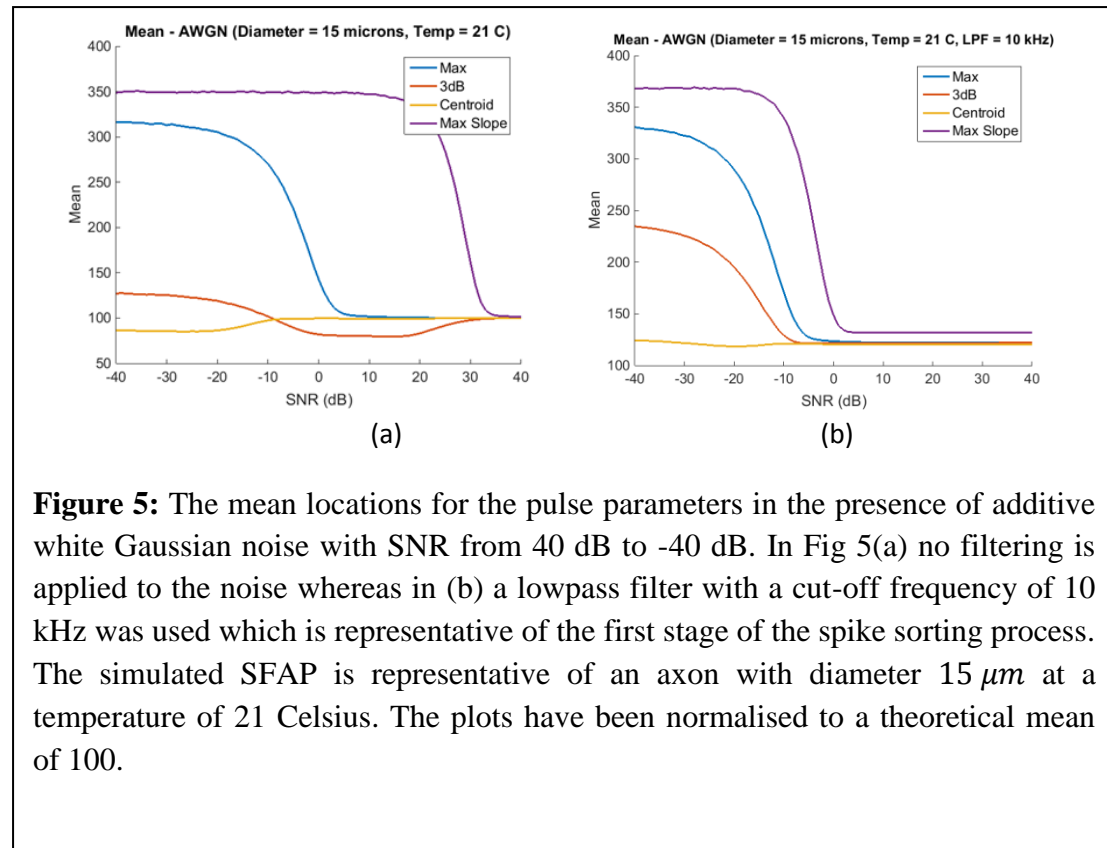 Mean - AWGN (Diameter = 15 microns, Temp = 21 C)
400
350
300
250
200
150
100
50
Mean
-40 -30 -20 -10 0 10 20 30 40
SNR (dB)
Max
3dB
Centroid
Max Slope
(a)
Mean - AWGN (Diameter = 15 microns, Temp = 21 C, LPF = 10 kHz)
400
350
300
250
200
150
100
Mean
-40 -30 -20 -10 0 10 20 30 40
SNR (dB)
Max
3dB
Centroid
Max Slope
(b)
Figure 5: The mean locations for the pulse parameters in the presence of additive
white Gaussian noise with SNR from 40 dB to -40 dB. In Fig 5(a) no filtering is
applied to the noise whereas in (b) a lowpass filter with a cut-off frequency of 10
kHz was used which is representative of the first stage of the spike sorting process.
The simulated SFAP is representative of an axon with diameter 15 μm at a
temperature of 21 Celsius. The plots have been normalised to a theoretical mean
of 100.